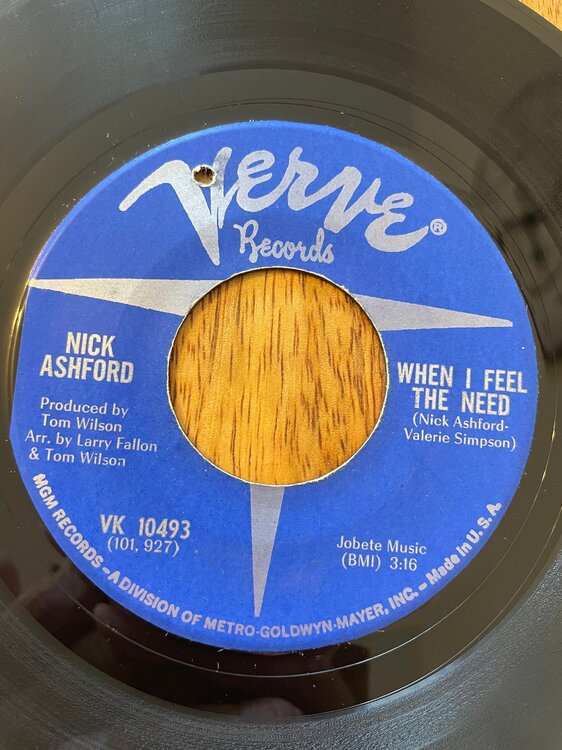 Verve®
Records
NICK
ASHFORD
Produced by
Tom Wilson
Arr. by Larry Fallon
& Tom Wilson
VK 10493
(101, 927)
WHEN I FEEL
THE NEED
(Nick Ashford-
Valerie Simpson)
Jobete Music
(BMI) 3:16
MGM RECORDS - A DIVISION OF METRO-GOLDWYN-MAYER, INC. - Made in U.S.A.